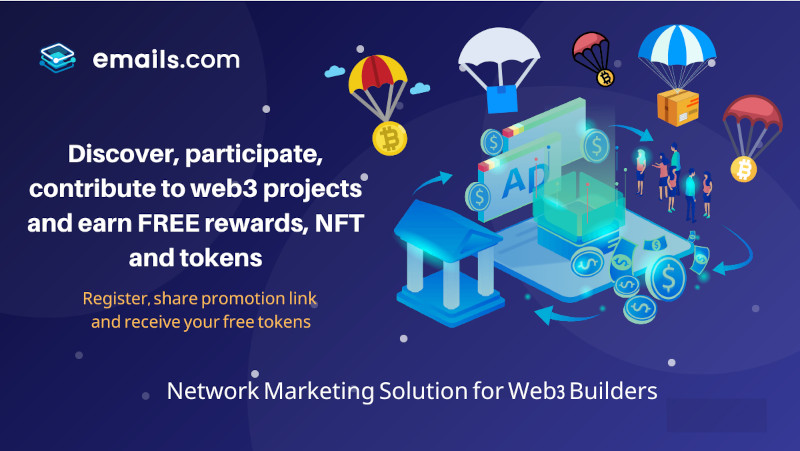 emails.com
Discover, participate,
contribute to web3 projects
and earn FREE rewards, NFT
and tokens
AD
Register, share promotion link
and receive your free tokens
Network Marketing Solution for Web3 Builders